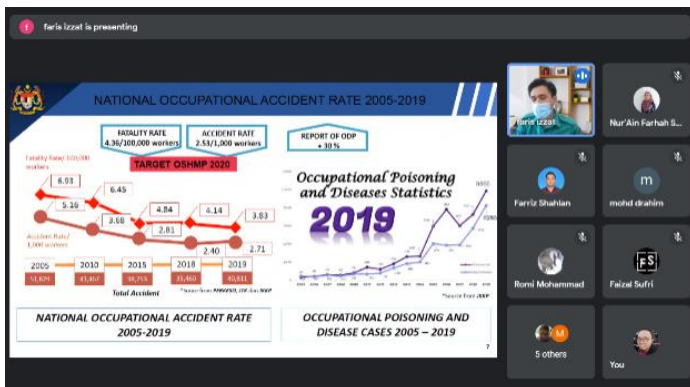 f faris izzat is presenting
NATIONAL OCCUPATIONAL ACCIDENT RATE 2005-2019
FATALITY RATE
4.36/100,000 workers
ACCIDENT RATE
2.53/1,000 workers
REPORT OF ODP
+ 30 %
TARGET OSHMP 2020
Fatality Rate/ 100,000
workers
6.93
6.45
4.84
4.14
3.83
5.16
3.68
2.81
2.40
2.71
Accident Rate/
1,000 workers
2005
2010
2015
2018
2019
40,811
Total Accident
NATIONAL OCCUPATIONAL ACCIDENT RATE
2005-2019
Occupational Poisoning
and Diseases Statistics
2019
OCCUPATIONAL POISONING AND
DISEASE CASES 2005 – 2019
7
faris izzat
Nur'Ain Farhah S...
Farriz Shahlan
m
mohd drahim
Romi Mohammad
FS
Faizal Sufri
M
5 others
You